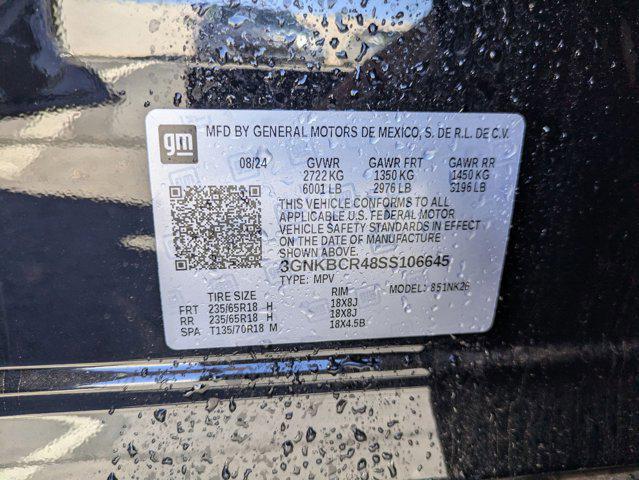 gm MFD BY GENERAL MOTORS DE MEXICO, S. DE R.L. DE C.V.
08/24 GVWR GAWR FRT GAWR RR
2722 KG 1350 KG 1450 KG
6001 LB 2976 LB 3196 LB
THIS VEHICLE CONFORMS TO ALL
APPLICABLE U.S. FEDERAL MOTOR
VEHICLE SAFETY STANDARDS IN EFFECT
ON THE DATE OF MANUFACTURE
SHOWN ABOVE.
3GNKBCR48SS106645
TYPE: MPV MODEL: 851NK26
TIRE SIZE RIM
FRT 235/65R18 H 18X8J
RR 235/65R18 H 18X8J
SPA T135/70R18 M 18X4.5B